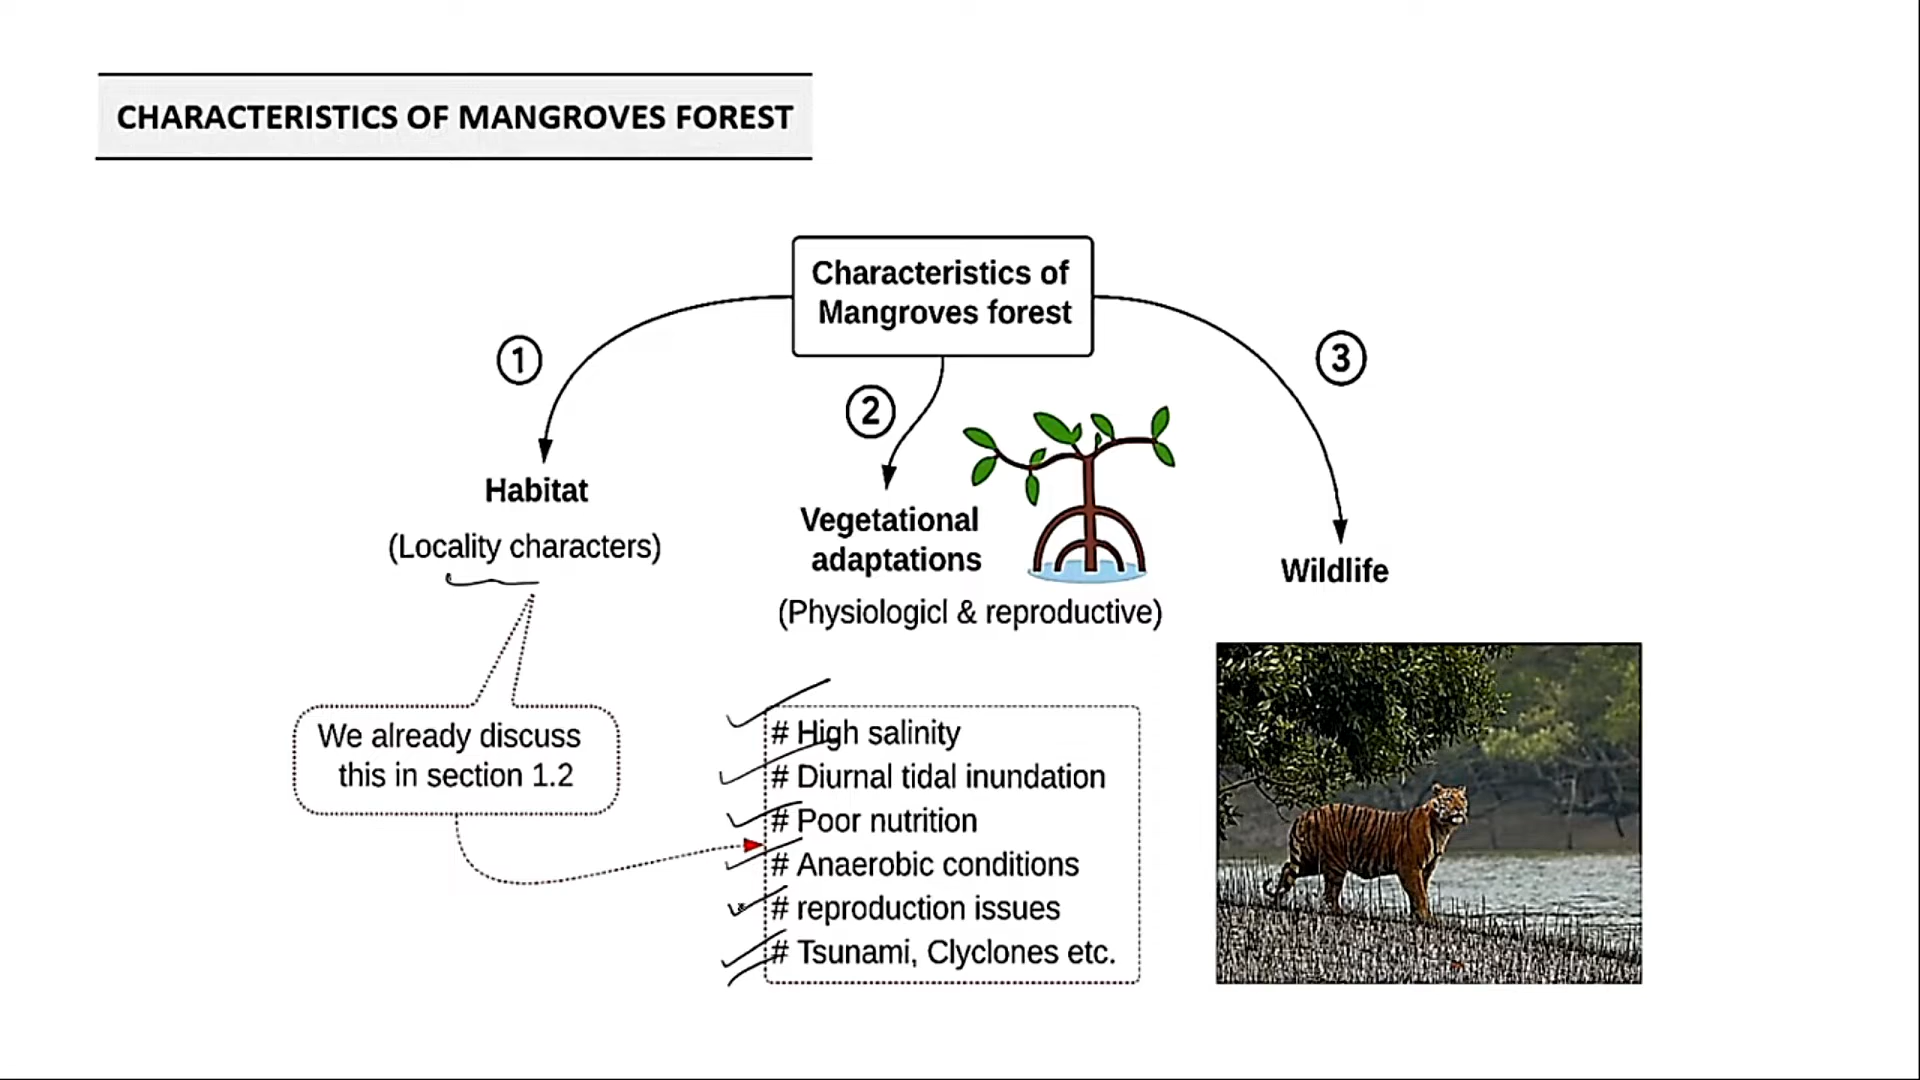 CHARACTERISTICS OF MANGROVES FOREST
Characteristics of
Mangroves forest
1
2
3
Habitat
(Locality characters)
Vegetational
adaptations
(Physiologicl & reproductive)
Wildlife
We already discuss
this in section 1.2
# High salinity
# Diurnal tidal inundation
# Poor nutrition
# Anaerobic conditions
# reproduction issues
# Tsunami, Clyclones etc.